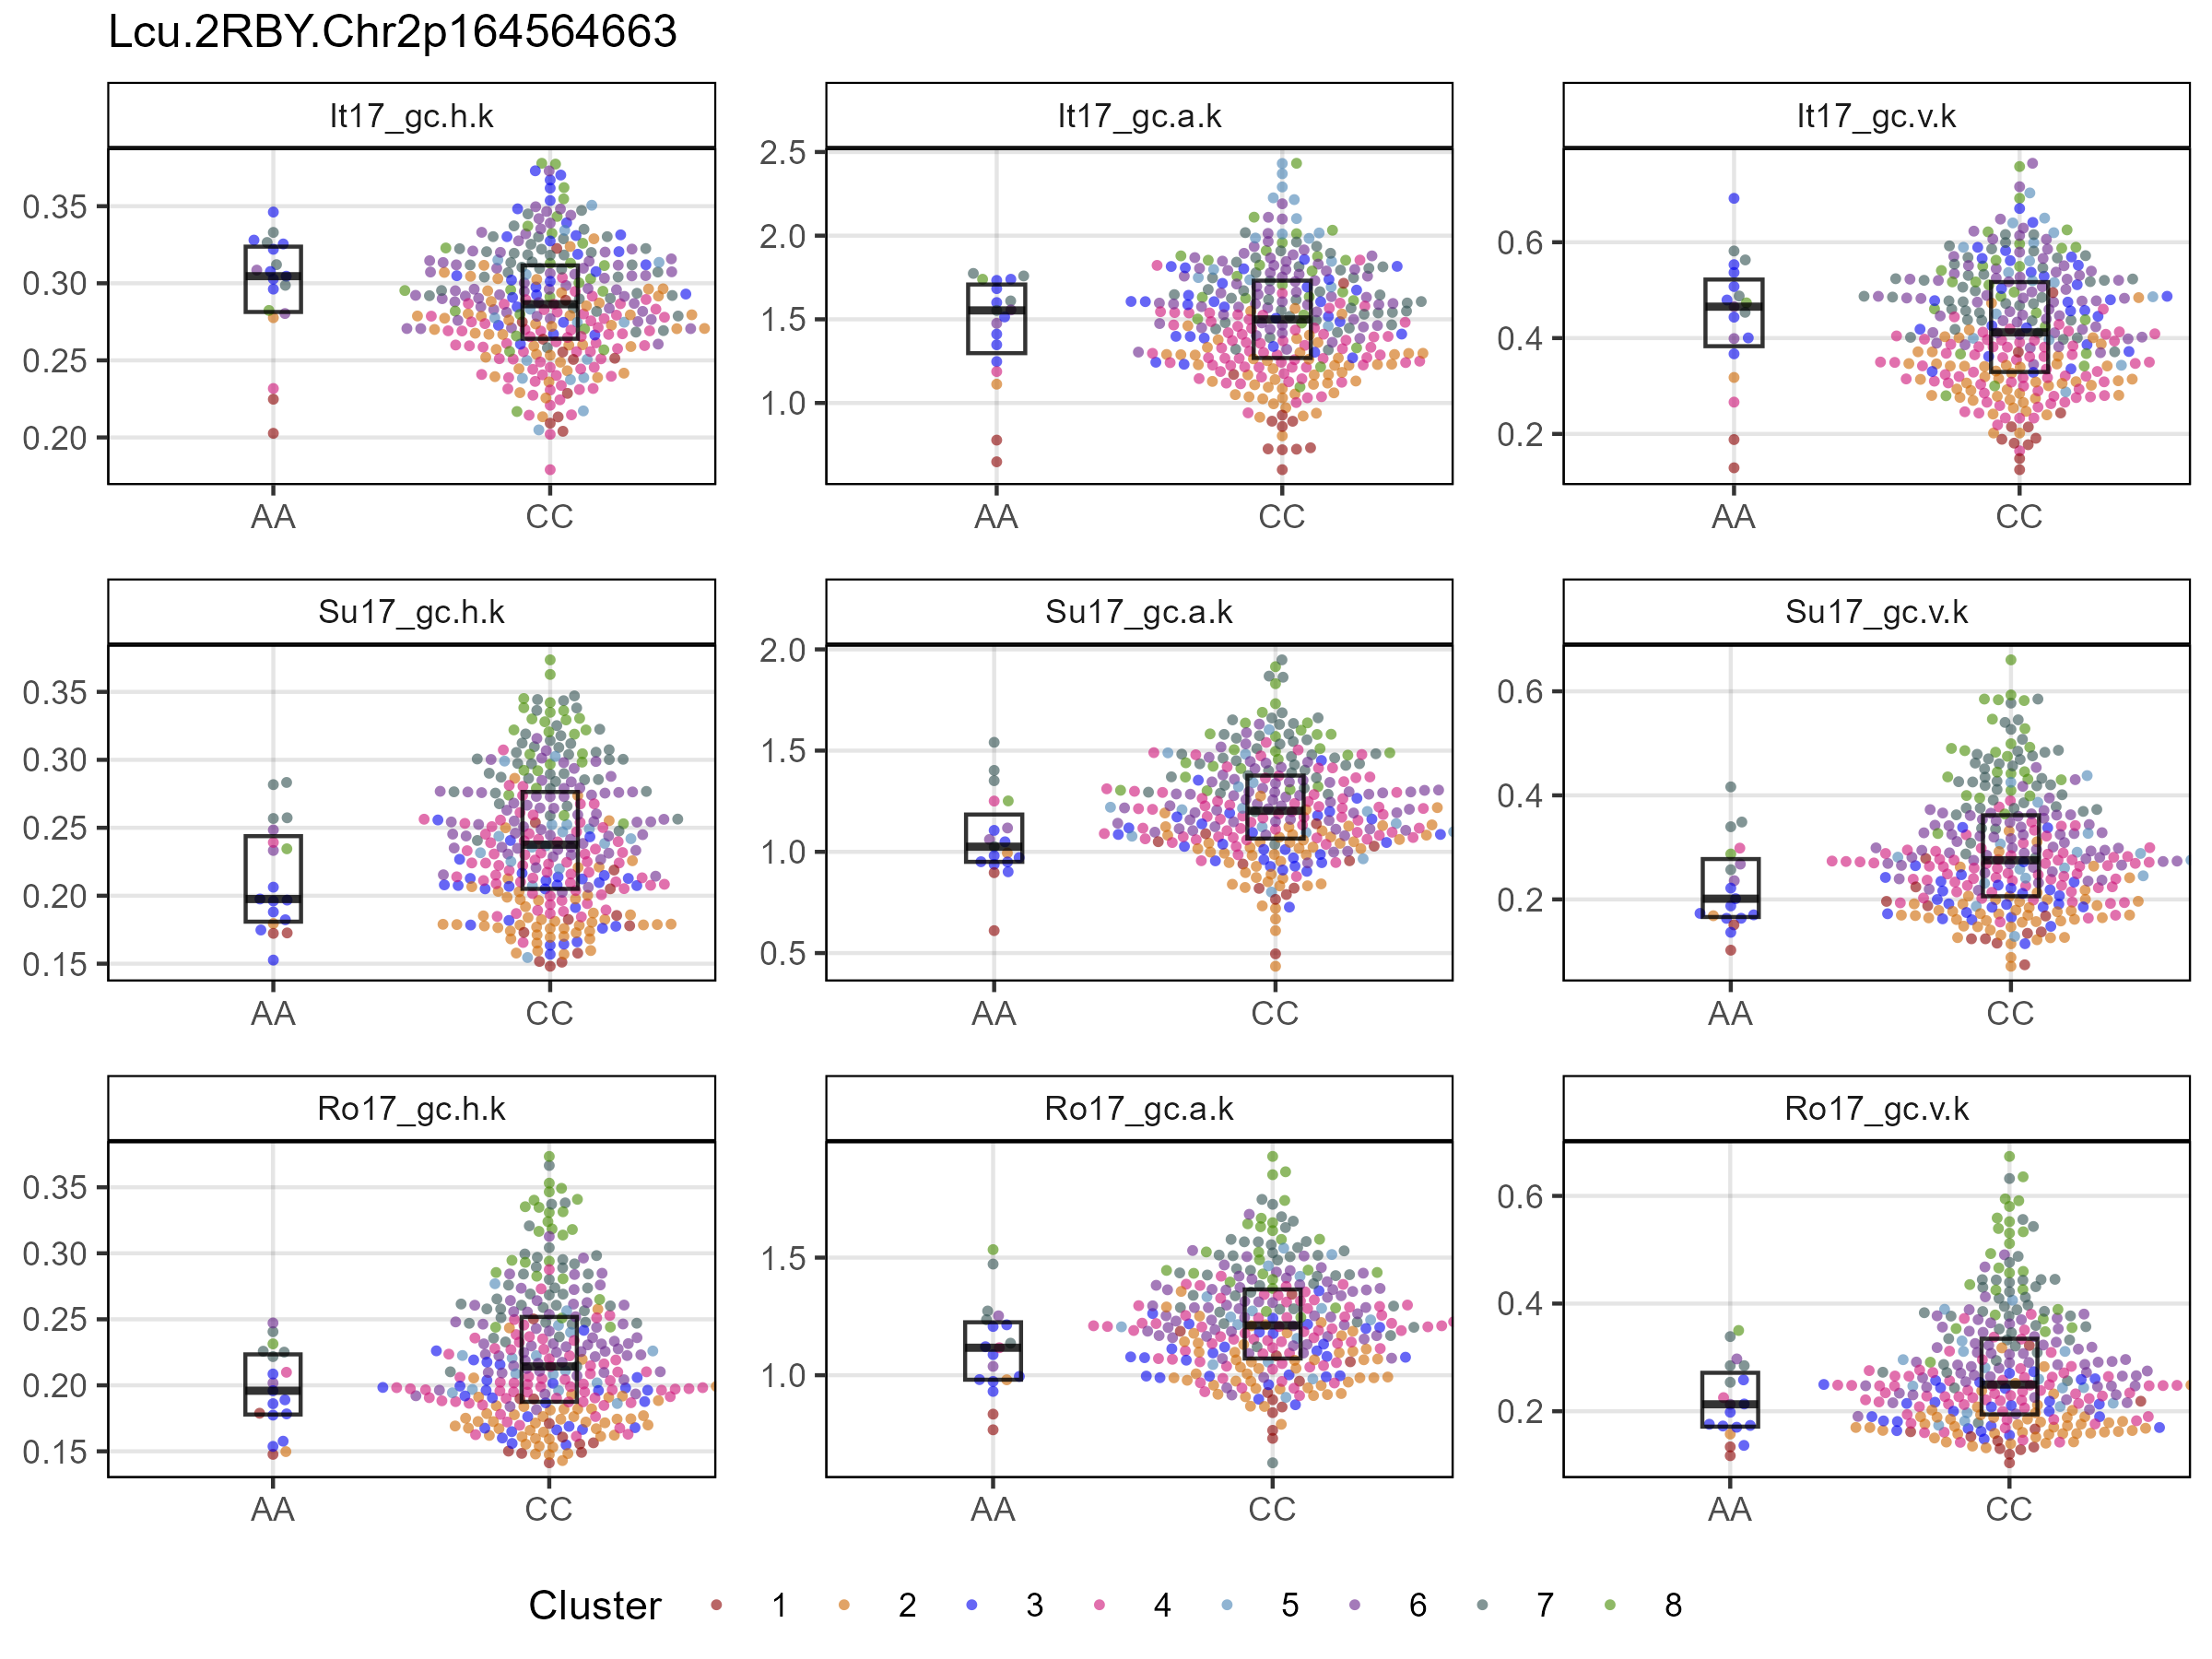 Lcu.2RBY.Chr2p164564663
It17_gc.h.k
It17_gc.a.k
It17_gc.v.k
0.35
0.30
0.25
0.20
AA
CC
2.5
2.0
1.5
1.0
AA
CC
0.6
0.4
0.2
AA
CC
Su17_gc.h.k
Su17_gc.a.k
Su17_gc.v.k
0.35
0.30
0.25
0.20
0.15
AA
CC
2.0
1.5
1.0
0.5
AA
CC
0.6
0.4
0.2
AA
CC
Ro17_gc.h.k
Ro17_gc.a.k
Ro17_gc.v.k
0.35
0.30
0.25
0.20
0.15
AA
CC
1.5
1.0
AA
CC
0.6
0.4
0.2
AA
CC
Cluster 1 2 3 4 5 6 7 8